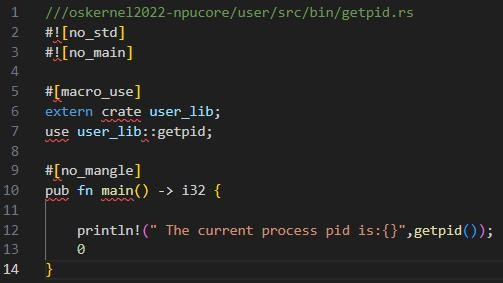 1 ///oskernel2022-npucore/user/src/bin/getpid.rs
2 #![no_std]
3 #![no_main]
4
5 #[macro_use]
6 extern crate user_lib;
7 use user_lib::getpid;
8
9 #[no_mangle]
10 pub fn main() -> i32 {
11
12 println!(" The current process pid is:{}",getpid());
13 0
14 }